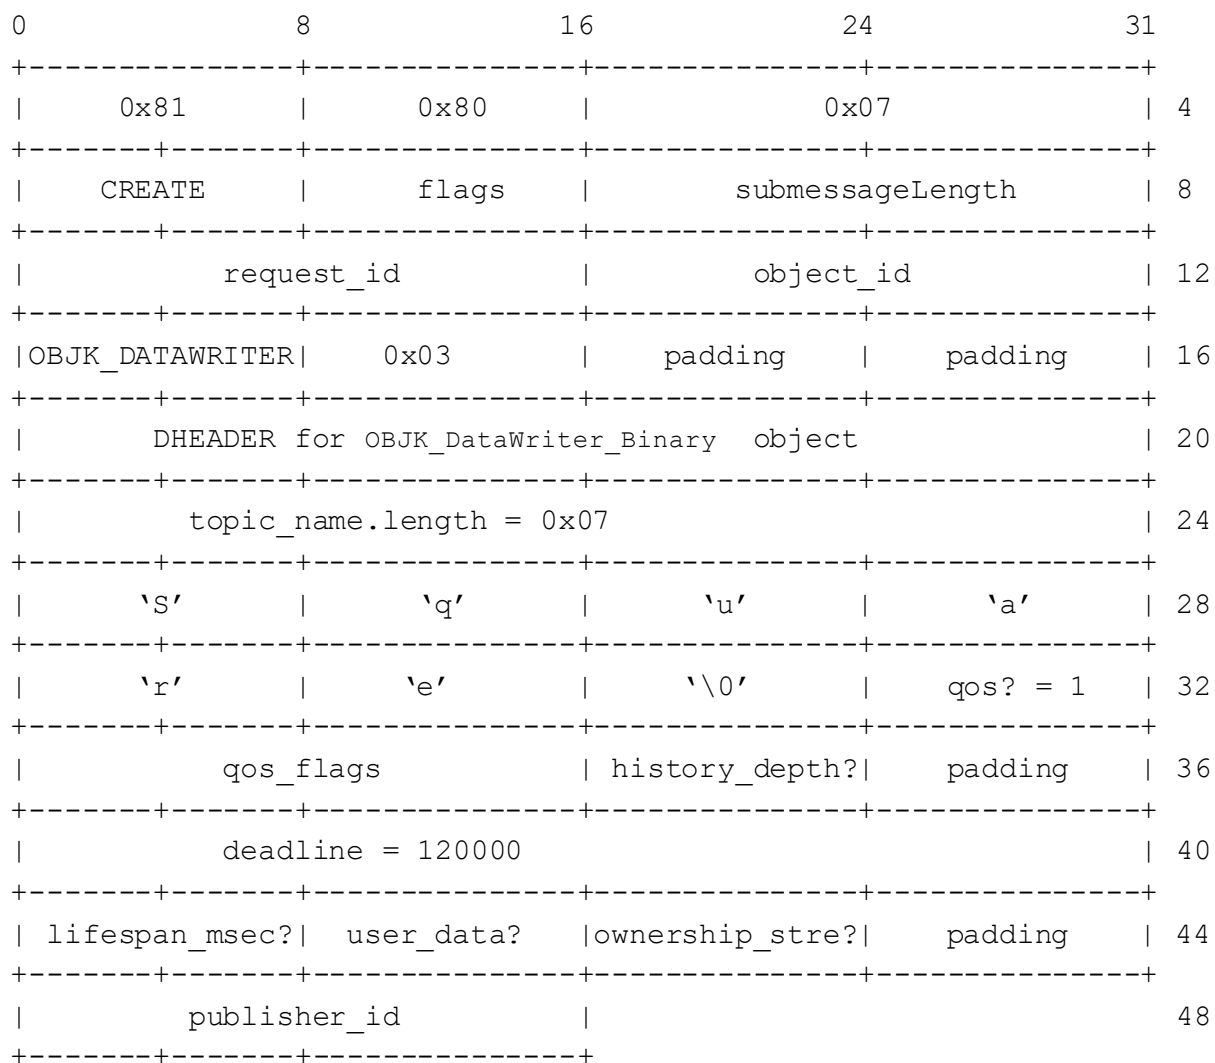 0 8 16 24 31
+---------------+---------------+---------------+---------------+
| 0x81 | 0x80 | 0x07 | 4
+-------+-------+---------------+---------------+---------------+
| CREATE | flags | submessageLength | 8
+-------+-------+---------------+---------------+---------------+
| request_id | object_id | 12
+-------+-------+---------------+---------------+---------------+
|OBJK_DATAWRITER| 0x03 | padding | padding | 16
+-------+-------+---------------+---------------+---------------+
| DHEADER for OBJK_DataWriter_Binary object | 20
+-------+-------+---------------+---------------+---------------+
| topic_name.length = 0x07 | 24
+-------+-------+---------------+---------------+---------------+
| ‘S’ | ‘q’ | ‘u’ | ‘a’ | 28
+-------+-------+---------------+---------------+---------------+
| ‘r’ | ‘e’ | ‘\0’ | qos? = 1 | 32
+-------+-------+---------------+---------------+---------------+
| qos_flags | history_depth?| padding | 36
+-------+-------+---------------+---------------+---------------+
| deadline = 120000 | 40
+-------+-------+---------------+---------------+---------------+
| lifespan_msec?| user_data? |ownership_stre?| padding | 44
+-------+-------+---------------+---------------+---------------+
| publisher_id | 48
+-------+-------+---------------+